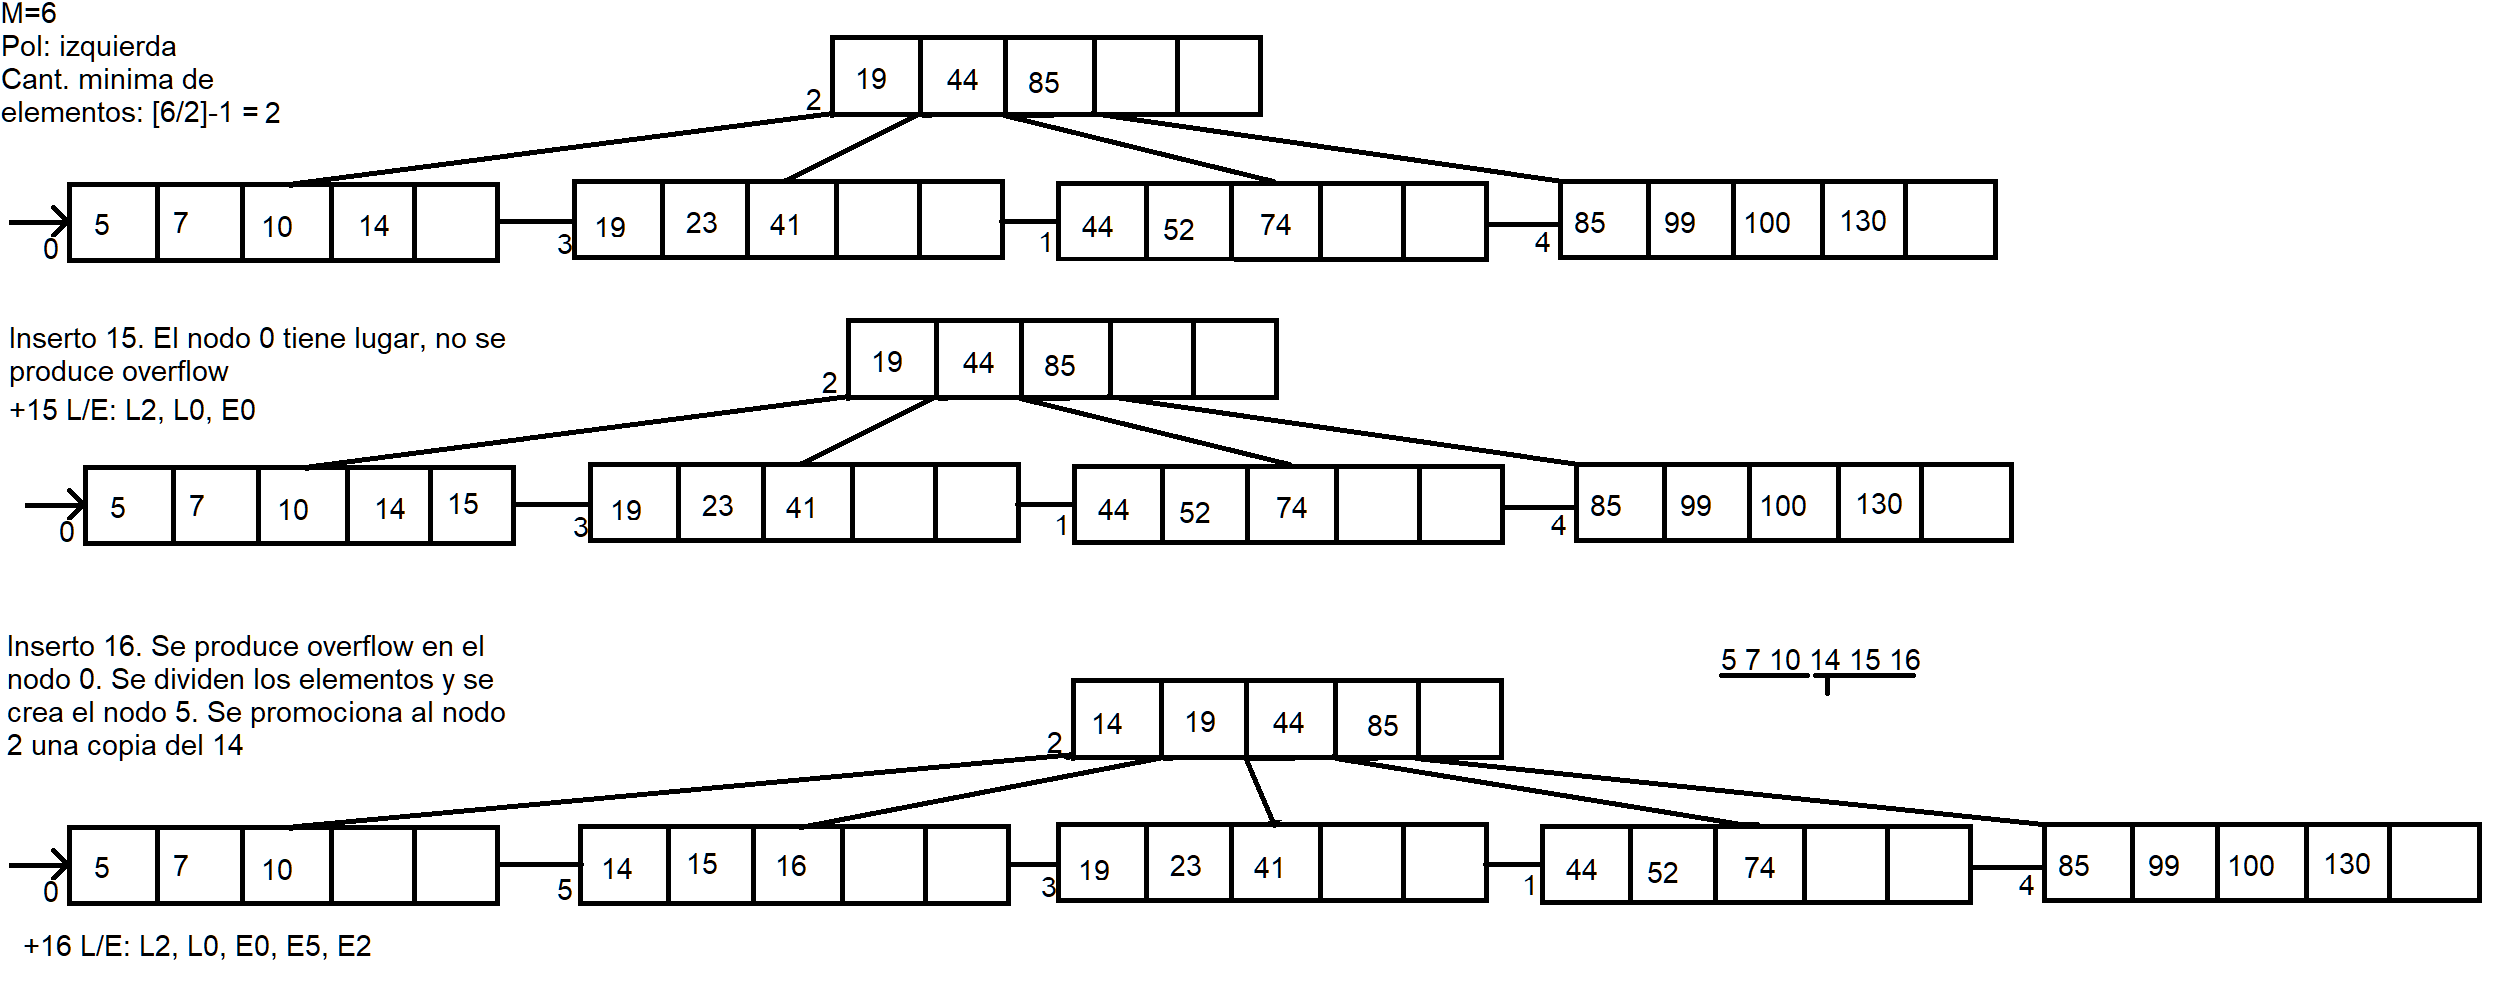 M=6
Pol: izquierda
Cant. minima de
elementos: [6/2]-1 = 2
19 44 85
2
5 7 10 14
0
19 23 41
3
44 52 74
1
85 99 100 130
4
Inserto 15. El nodo 0 tiene lugar, no se
produce overflow
+15 L/E: L2, L0, E0
19 44 85
2
5 7 10 14 15
0
19 23 41
3
44 52 74
1
85 99 100 130
4
Inserto 16. Se produce overflow en el
nodo 0. Se dividen los elementos y se
crea el nodo 5. Se promociona al nodo
2 una copia del 14
5 7 10 14 15 16
14 19 44 85
2
5 7 10
0
14 15 16
5
19 23 41
3
44 52 74
1
85 99 100 130
4
+16 L/E: L2, L0, E0, E5, E2